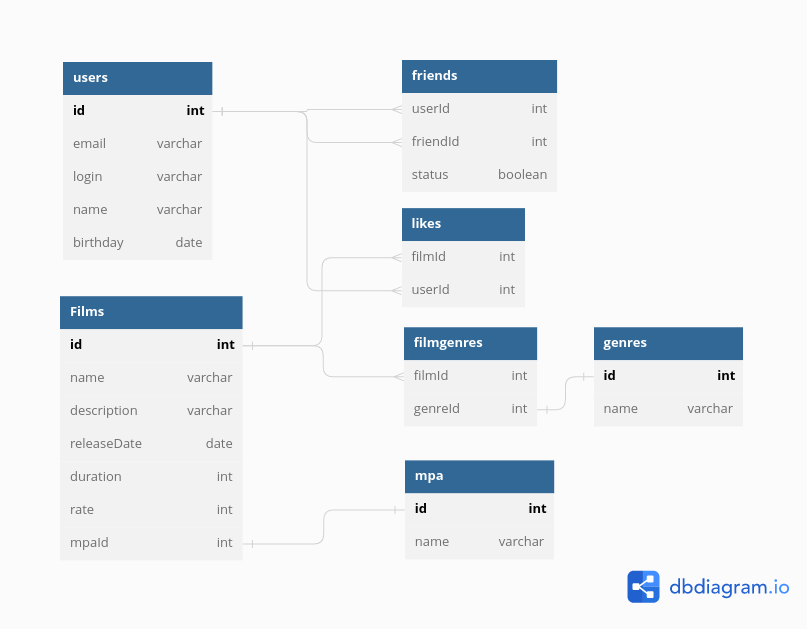 users
id int
email varchar
login varchar
name varchar
birthday date
friends
userId int
friendId int
status boolean
likes
filmId int
userId int
Films
id int
name varchar
description varchar
releaseDate date
duration int
rate int
mpaId int
filmgenres
filmId int
genreId int
genres
id int
name varchar
mpa
id int
name varchar
dbdiagram.io